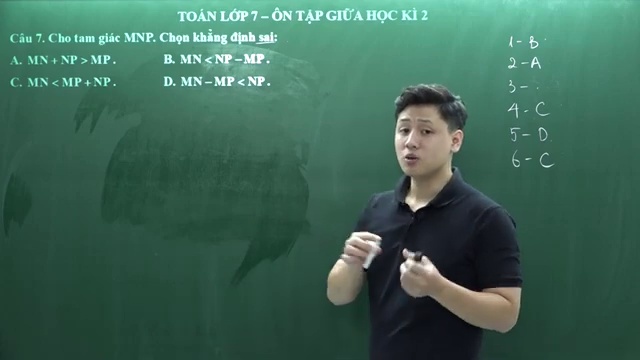 TOÁN LỚP 7 – ÔN TẬP GIỮA HỌC KÌ 2
Câu 7. Cho tam giác MNP. Chọn khẳng định sai:
A. MN + NP > MP. B. MN < NP – MP.
C. MN < MP + NP. D. MN – MP < NP.
1 - B
2 - A
3 - .
4 - C
5 - D
6 - C